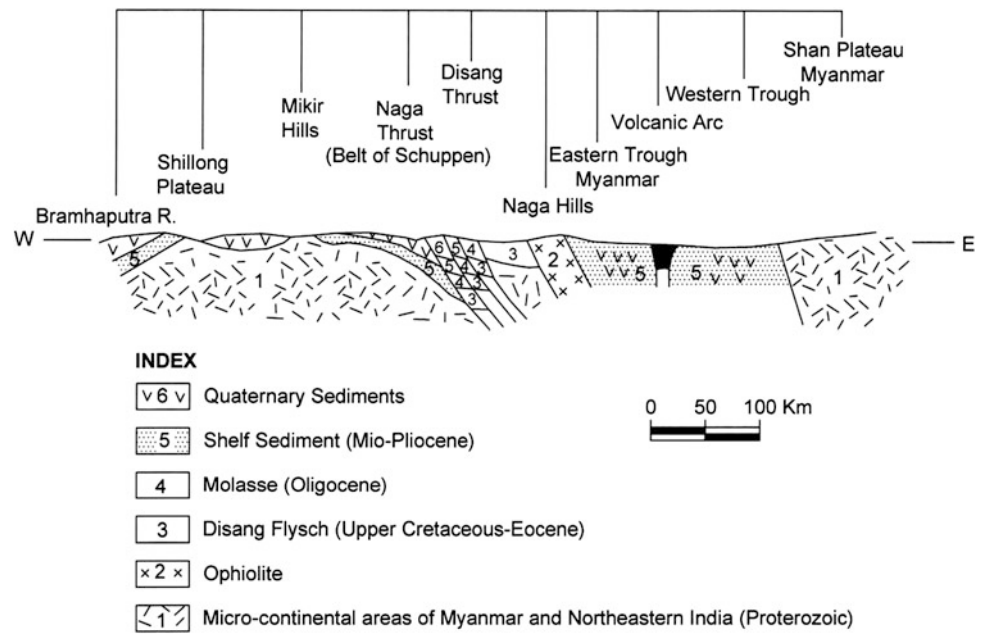 Shan Plateau
Myanmar
Disang
Thrust
Western Trough
Mikir
Hills
Naga
Thrust
(Belt of Schuppen)
Volcanic Arc
Eastern Trough
Myanmar
Shillong
Plateau
Naga Hills
Bramhaputra R.
W
E
5
1
6 5 4
5 5 4 3
4 3
3
3
2
5
5
1
INDEX
6 Quaternary Sediments
5 Shelf Sediment (Mio-Pliocene)
4 Molasse (Oligocene)
3 Disang Flysch (Upper Cretaceous-Eocene)
2 Ophiolite
1 Micro-continental areas of Myanmar and Northeastern India (Proterozoic)
0 50 100 Km